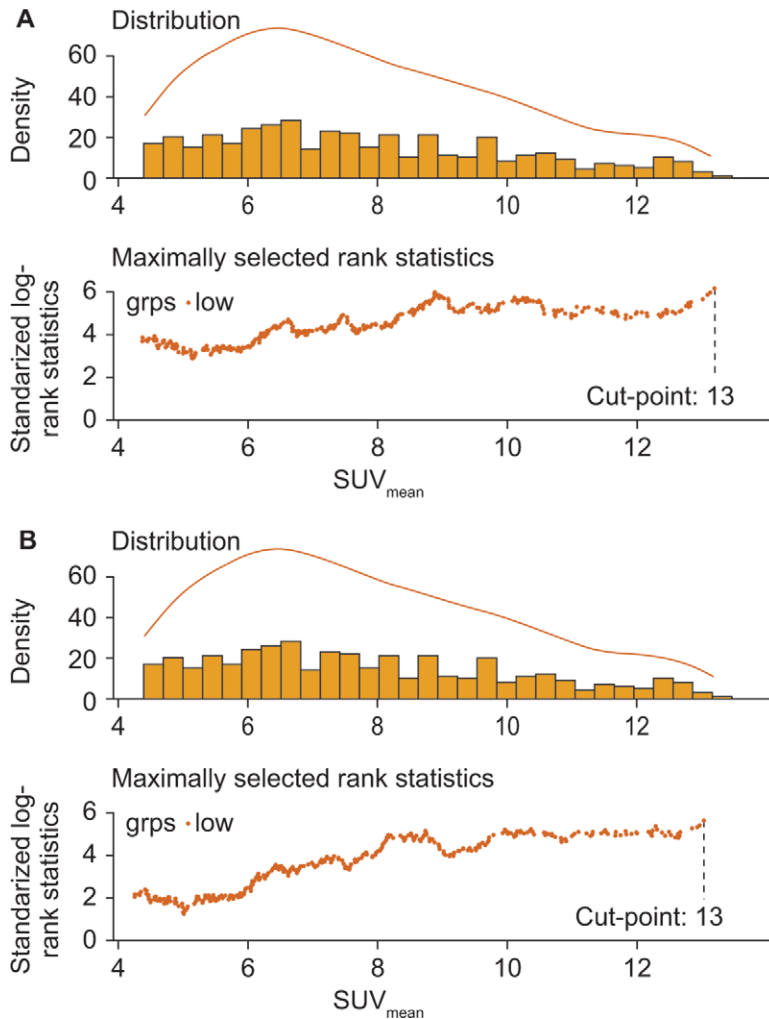 A
Distribution
Density
60
40
20
0
4 6 8 10 12
Maximally selected rank statistics
Standarized log-
rank statistics
6
4
2
0
grps low
Cut-point: 13
4 6 8 10 12
SUVmean
B
Distribution
Density
60
40
20
0
4 6 8 10 12
Maximally selected rank statistics
Standarized log-
rank statistics
6
4
2
0
grps low
Cut-point: 13
4 6 8 10 12
SUVmean